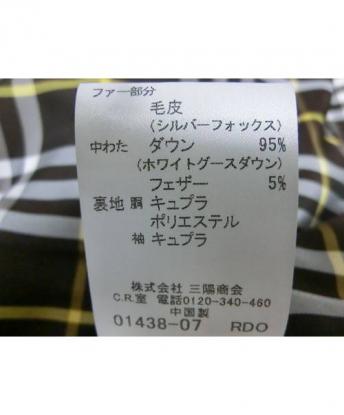 ファー部分
毛皮
(シルバーフォックス)
中わた ダウン 95%
(ホワイトグースダウン)
フェザー 5%
裏地 胴 キュプラ
ポリエステル
袖 キュプラ
株式会社 三陽商会
C.R.室 電話0120-340-460
中国製
01438-07 RDO